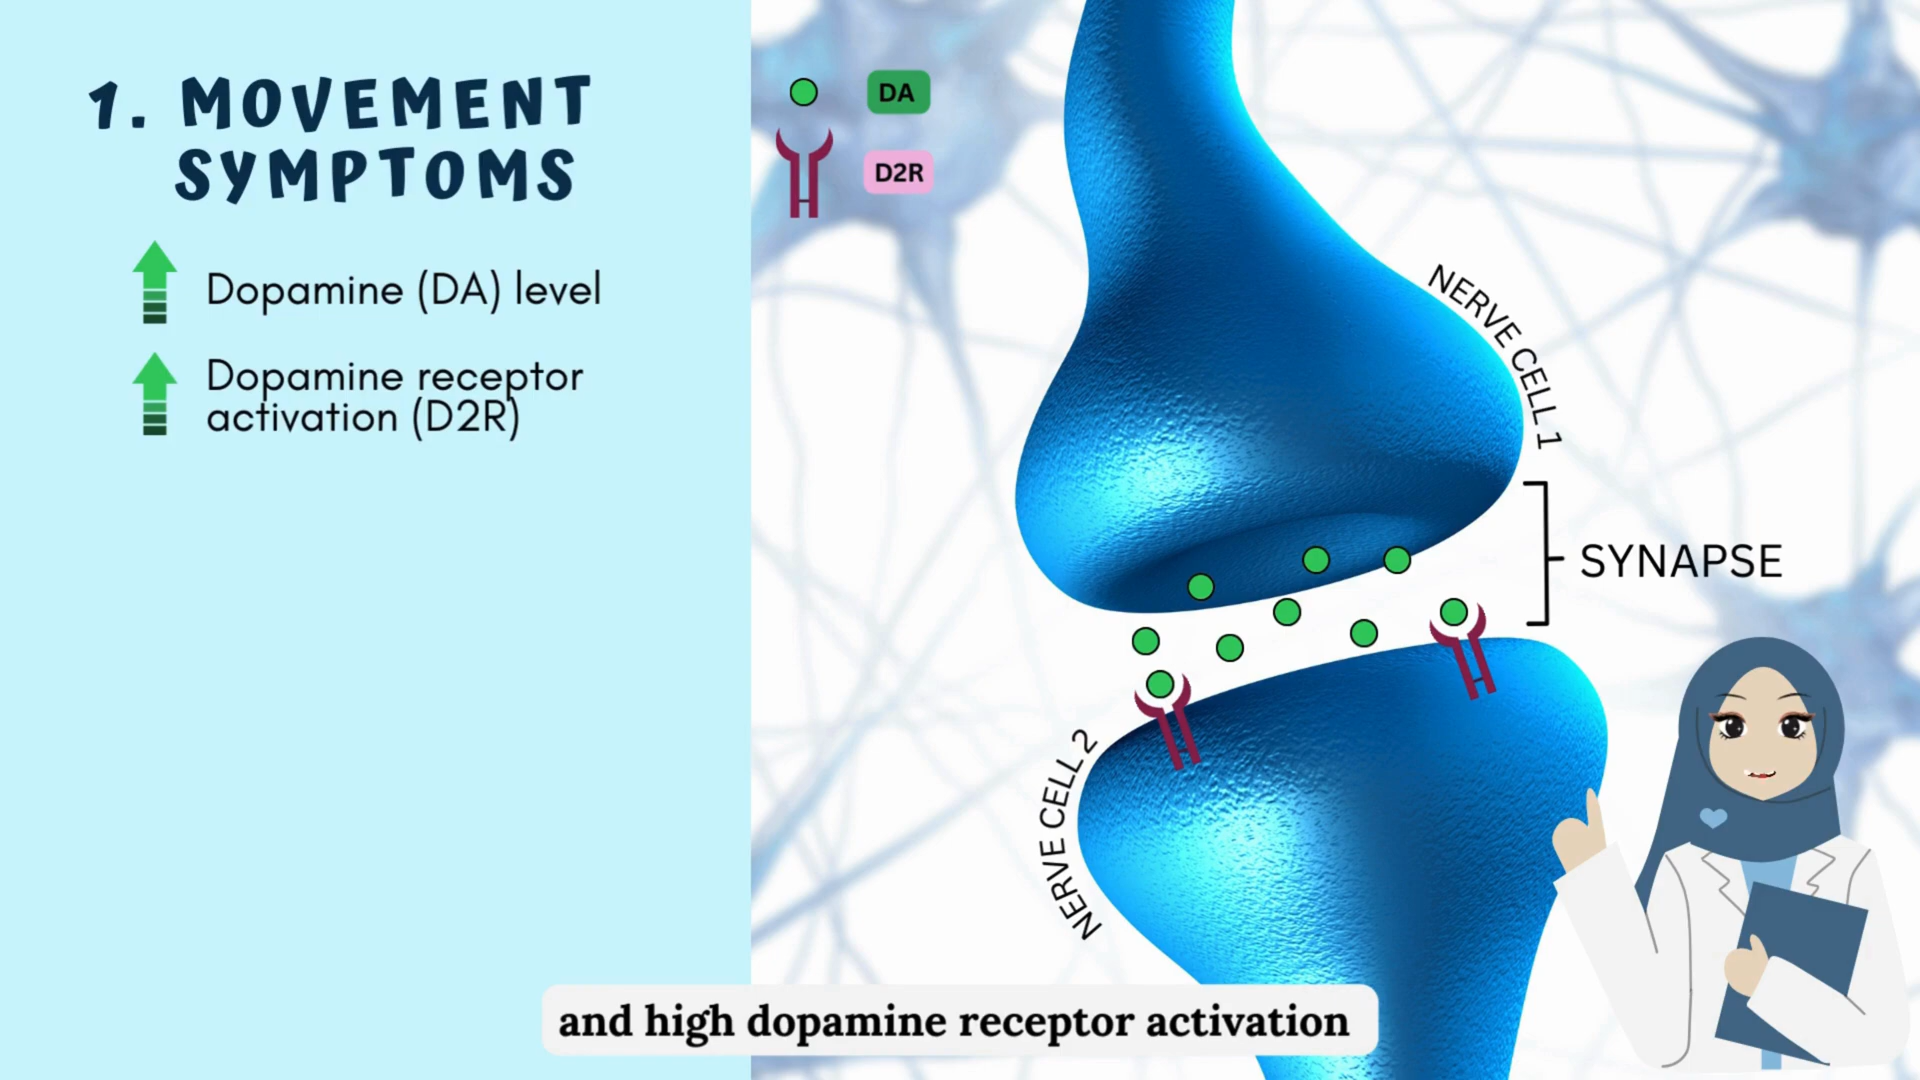 1. MOVEMENT
SYMPTOMS
Dopamine (DA) level
Dopamine receptor
activation (D2R)
DA
D2R
NERVE CELL 1
SYNAPSE
NERVE CELL 2
and high dopamine receptor activation